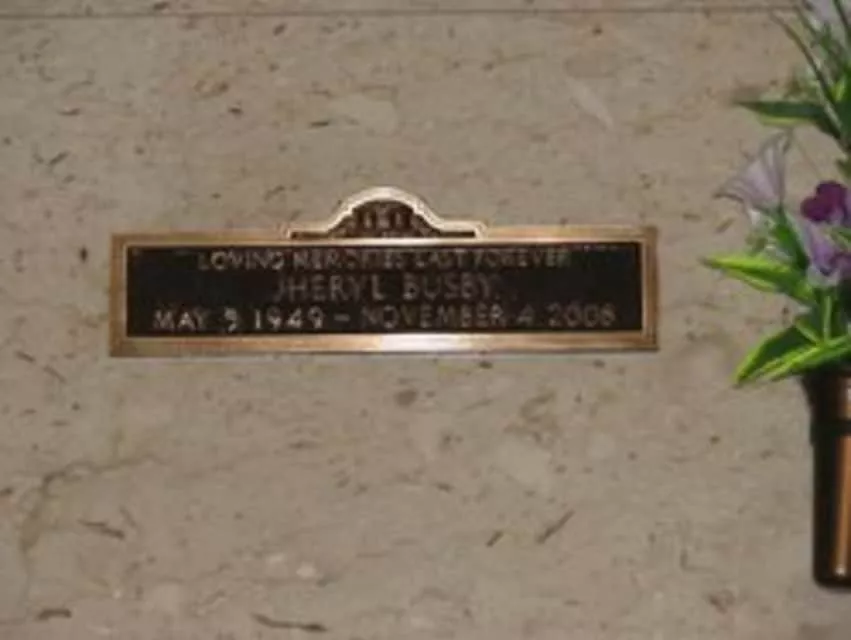 "LOVING MEMORIES LAST FOREVER"
JHERYL BUSBY
MAY 5 1949 – NOVEMBER 4 2008